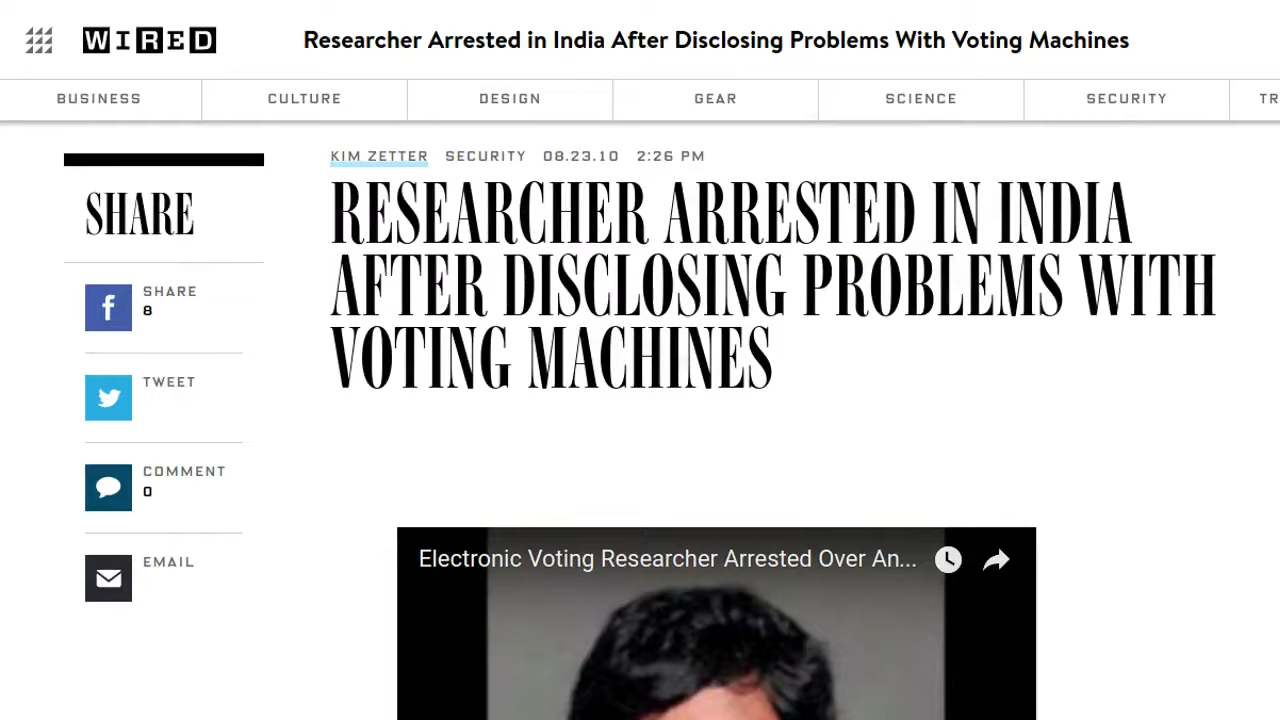 WIRED
Researcher Arrested in India After Disclosing Problems With Voting Machines
BUSINESS
CULTURE
DESIGN
GEAR
SCIENCE
SECURITY
TR
SHARE
SHARE
8
TWEET
COMMENT
0
EMAIL
KIM ZETTER SECURITY 08.23.10 2:26 PM
RESEARCHER ARRESTED IN INDIA
AFTER DISCLOSING PROBLEMS WITH
VOTING MACHINES
Electronic Voting Researcher Arrested Over An...